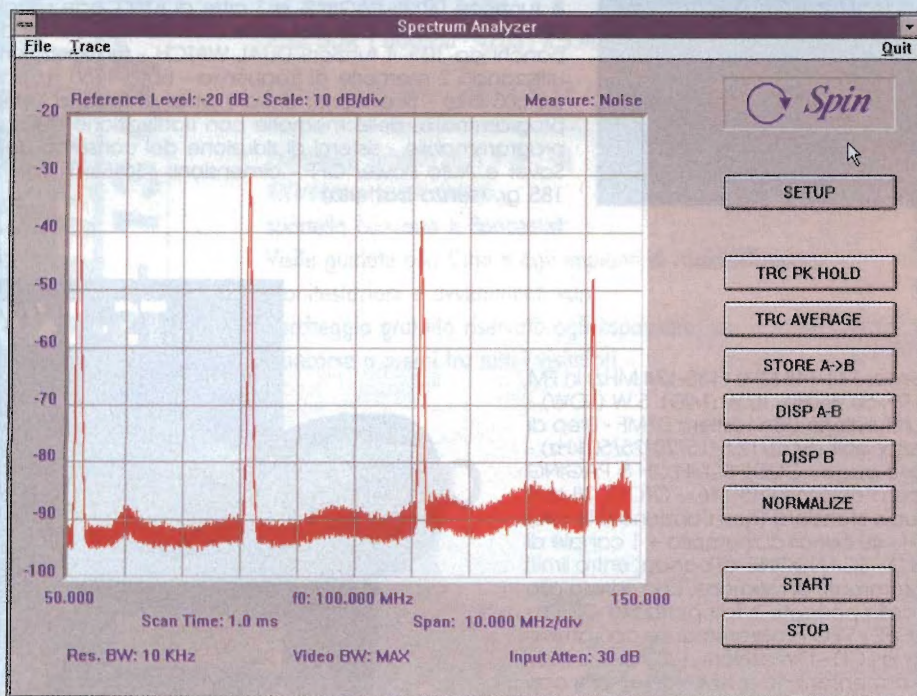 Spectrum Analyzer
File Trace Quit
Reference Level: -20 dB - Scale: 10 dB/div Measure: Noise
Spin
-20
-30
-40
-50
-60
-70
-80
-90
-100
50.000 f0: 100.000 MHz 150.000
Scan Time: 1.0 ms Span: 10.000 MHz/div
Res. BW: 10 KHz Video BW: MAX Input Atten: 30 dB
SETUP
TRC PK HOLD
TRC AVERAGE
STORE A->B
DISP A-B
DISP B
NORMALIZE
START
STOP